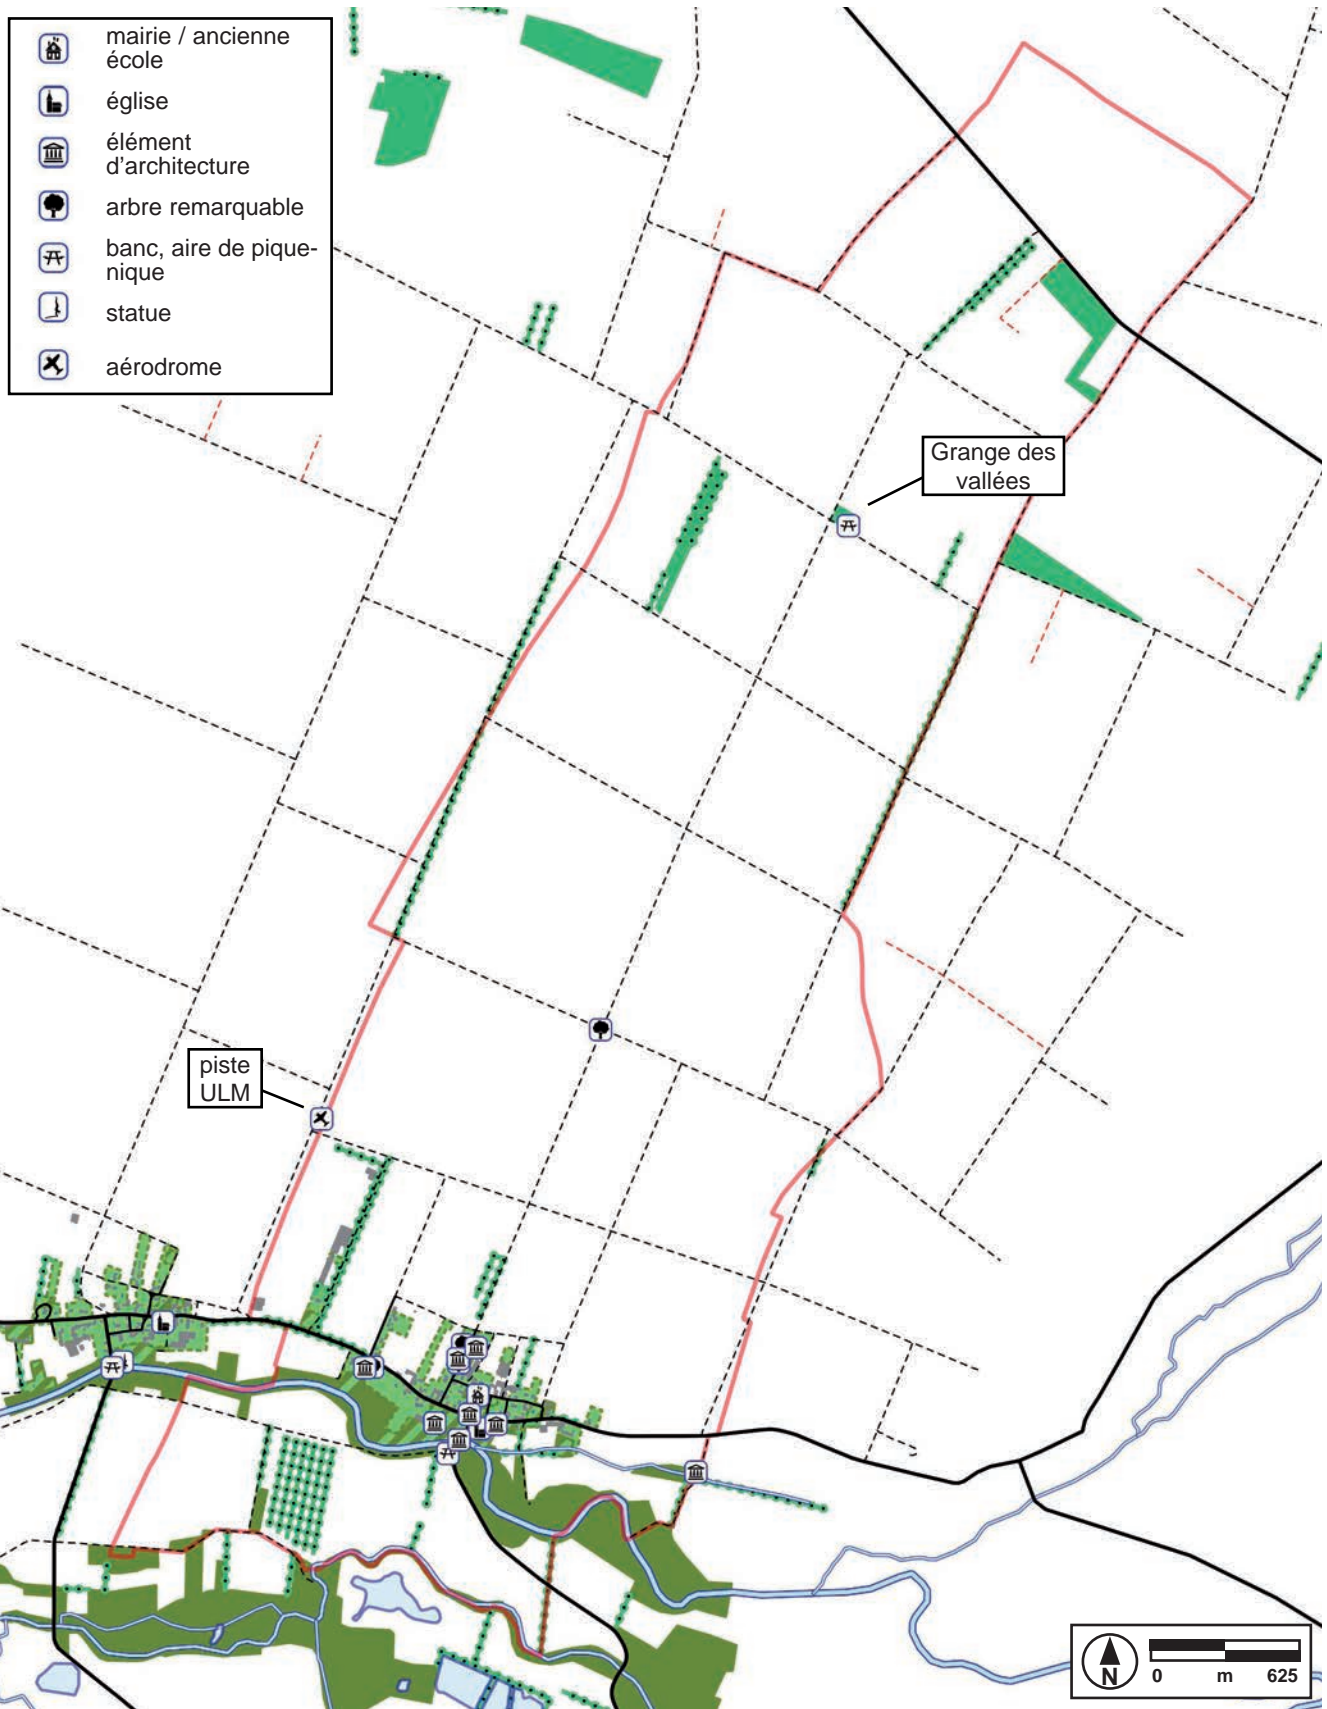 mairie / ancienne
école
église
élément
d'architecture
arbre remarquable
banc, aire de pique-
nique
statue
aérodrome
Grange des
vallées
piste
ULM
N
0 m 625